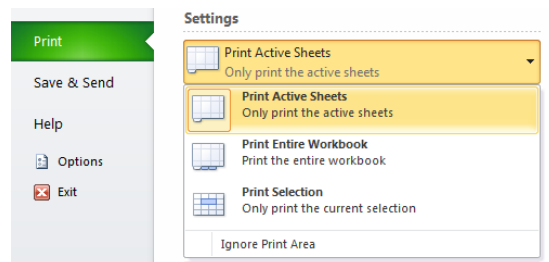 Print
Save & Send
Help
Options
Exit
Settings
Print Active Sheets
Only print the active sheets
Print Active Sheets
Only print the active sheets
Print Entire Workbook
Print the entire workbook
Print Selection
Only print the current selection
Ignore Print Area